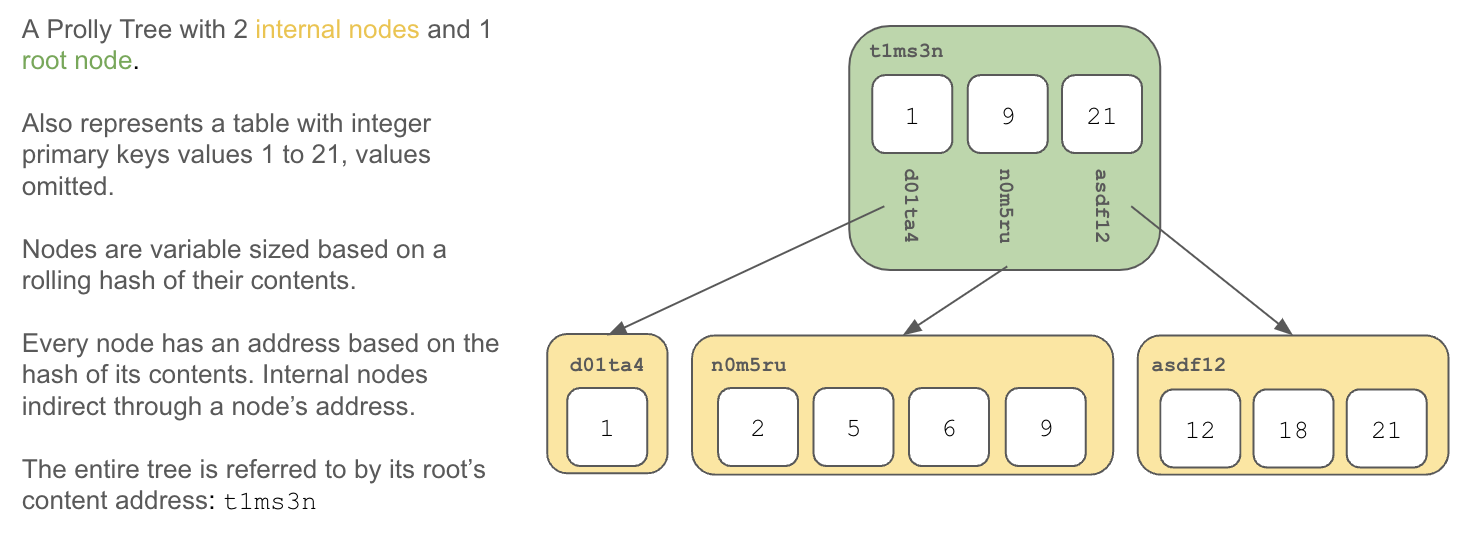 A Prolly Tree with 2 internal nodes and 1
root node.
Also represents a table with integer
primary keys values 1 to 21, values
omitted.
Nodes are variable sized based on a
rolling hash of their contents.
Every node has an address based on the
hash of its contents. Internal nodes
indirect through a node's address.
The entire tree is referred to by its root's
content address: t1ms3n
t1ms3n
1 9 21
d01ta4
n0m5ru
asdf12
d01ta4
1
n0m5ru
2 5 6 9
asdf12
12 18 21